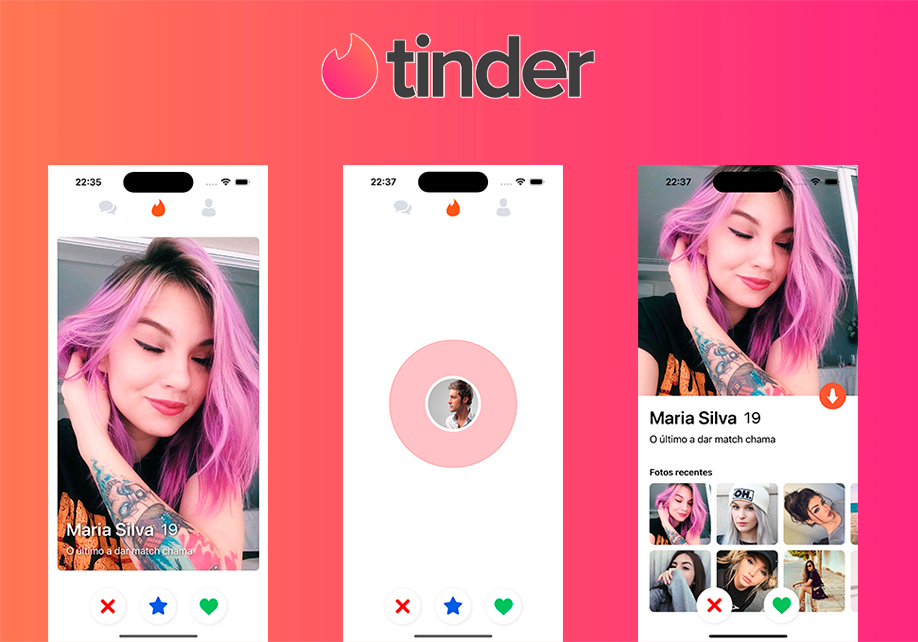 tinder
22:35
22:37
22:37
Maria Silva 19
O último a dar match chama
Maria Silva 19
O último a dar match chama
Fotos recentes
OH.